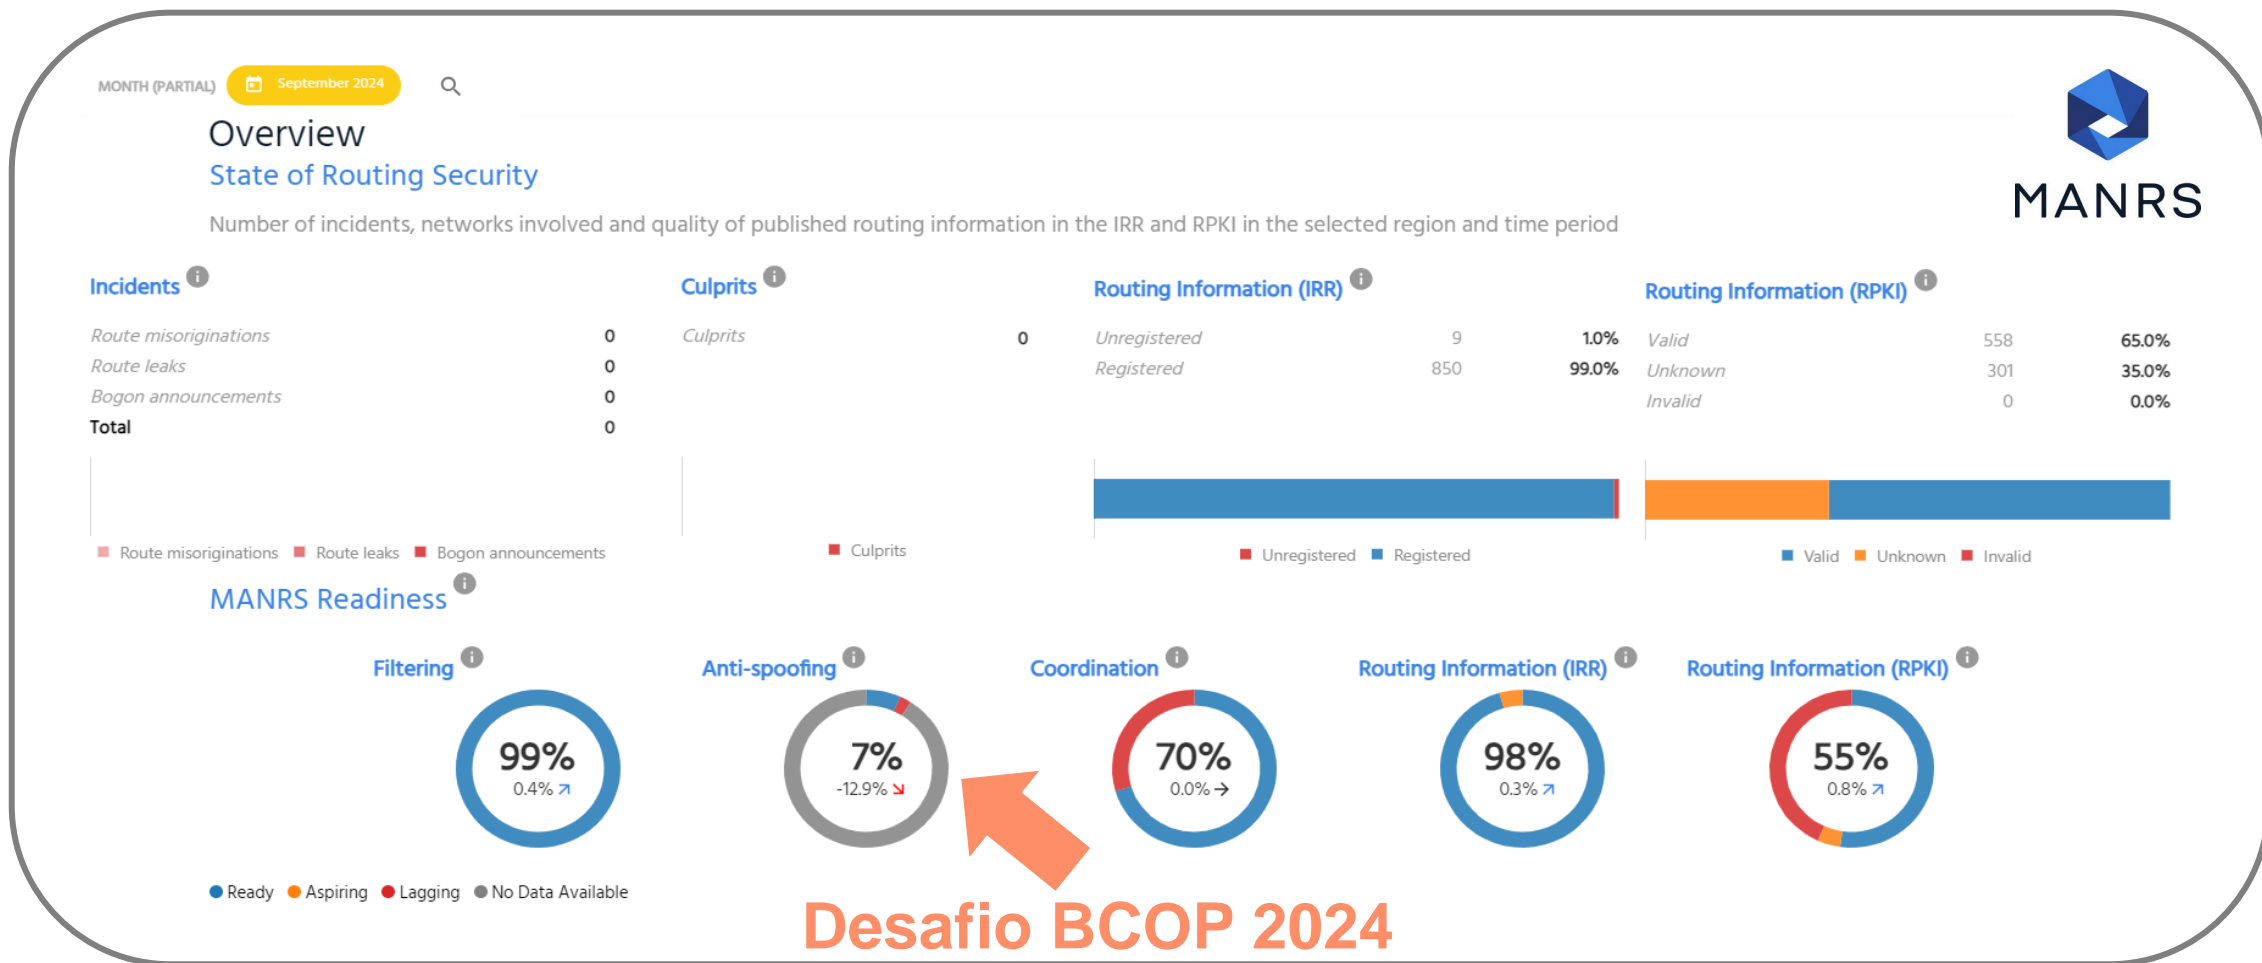 MONTH (PARTIAL) September 2024
MANRS
Overview
State of Routing Security
Number of incidents, networks involved and quality of published routing information in the IRR and RPKI in the selected region and time period
Incidents
Route misoriginations 0
Route leaks 0
Bogon announcements 0
Total 0
Route misoriginations Route leaks Bogon announcements
Culprits
Culprits 0
Culprits
Routing Information (IRR)
Unregistered 9 1.0%
Registered 850 99.0%
Unregistered Registered
Routing Information (RPKI)
Valid 558 65.0%
Unknown 301 35.0%
Invalid 0 0.0%
Valid Unknown Invalid
MANRS Readiness
Filtering
99%
0.4%
Anti-spoofing
7%
-12.9%
Coordination
70%
0.0%
Routing Information (IRR)
98%
0.3%
Routing Information (RPKI)
55%
0.8%
Ready Aspiring Lagging No Data Available
Desafio BCOP 2024